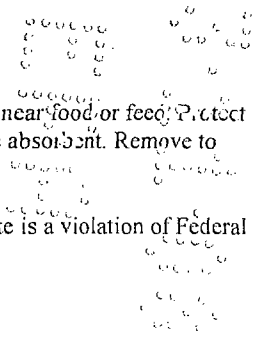 near food or feed. Protect
absorbent. Remove to
te is a violation of Federal